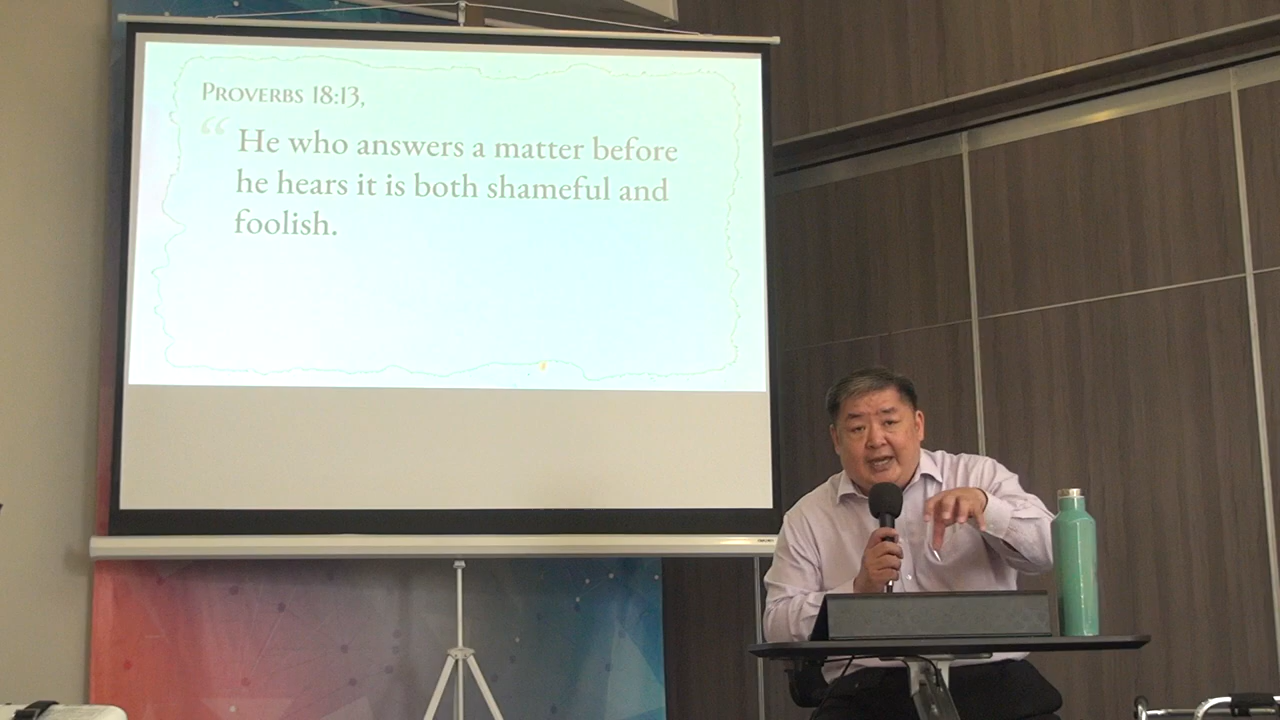 Proverbs 18:13,
“ He who answers a matter before
he hears it is both shameful and
foolish.